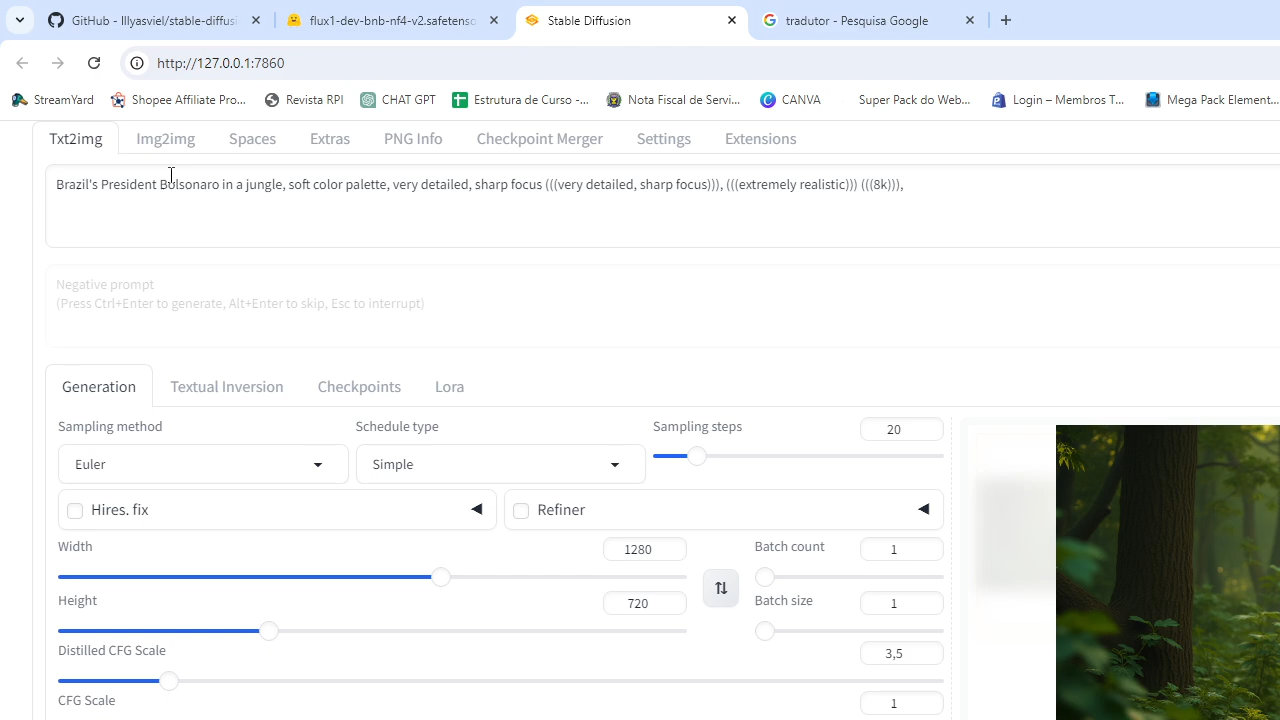 GitHub - lllyasviel/stable-diffus
flux1-dev-bnb-nf4-v2.safetenso
Stable Diffusion
tradutor - Pesquisa Google
http://127.0.0.1:7860
StreamYard
Shopee Affiliate Pro...
Revista RPI
CHAT GPT
Estrutura de Curso -...
Nota Fiscal de Servi...
CANVA
Super Pack do Web...
Login – Membros T...
Mega Pack Element...
Txt2img
Img2img
Spaces
Extras
PNG Info
Checkpoint Merger
Settings
Extensions
Brazil's President Bolsonaro in a jungle, soft color palette, very detailed, sharp focus (((very detailed, sharp focus))), (((extremely realistic))) (((8k))),
Negative prompt
(Press Ctrl+Enter to generate, Alt+Enter to skip, Esc to interrupt)
Generation
Textual Inversion
Checkpoints
Lora
Sampling method
Schedule type
Sampling steps
20
Euler
Simple
Hires. fix
Refiner
Width
1280
Batch count
1
Height
720
Batch size
1
Distilled CFG Scale
3,5
CFG Scale
1